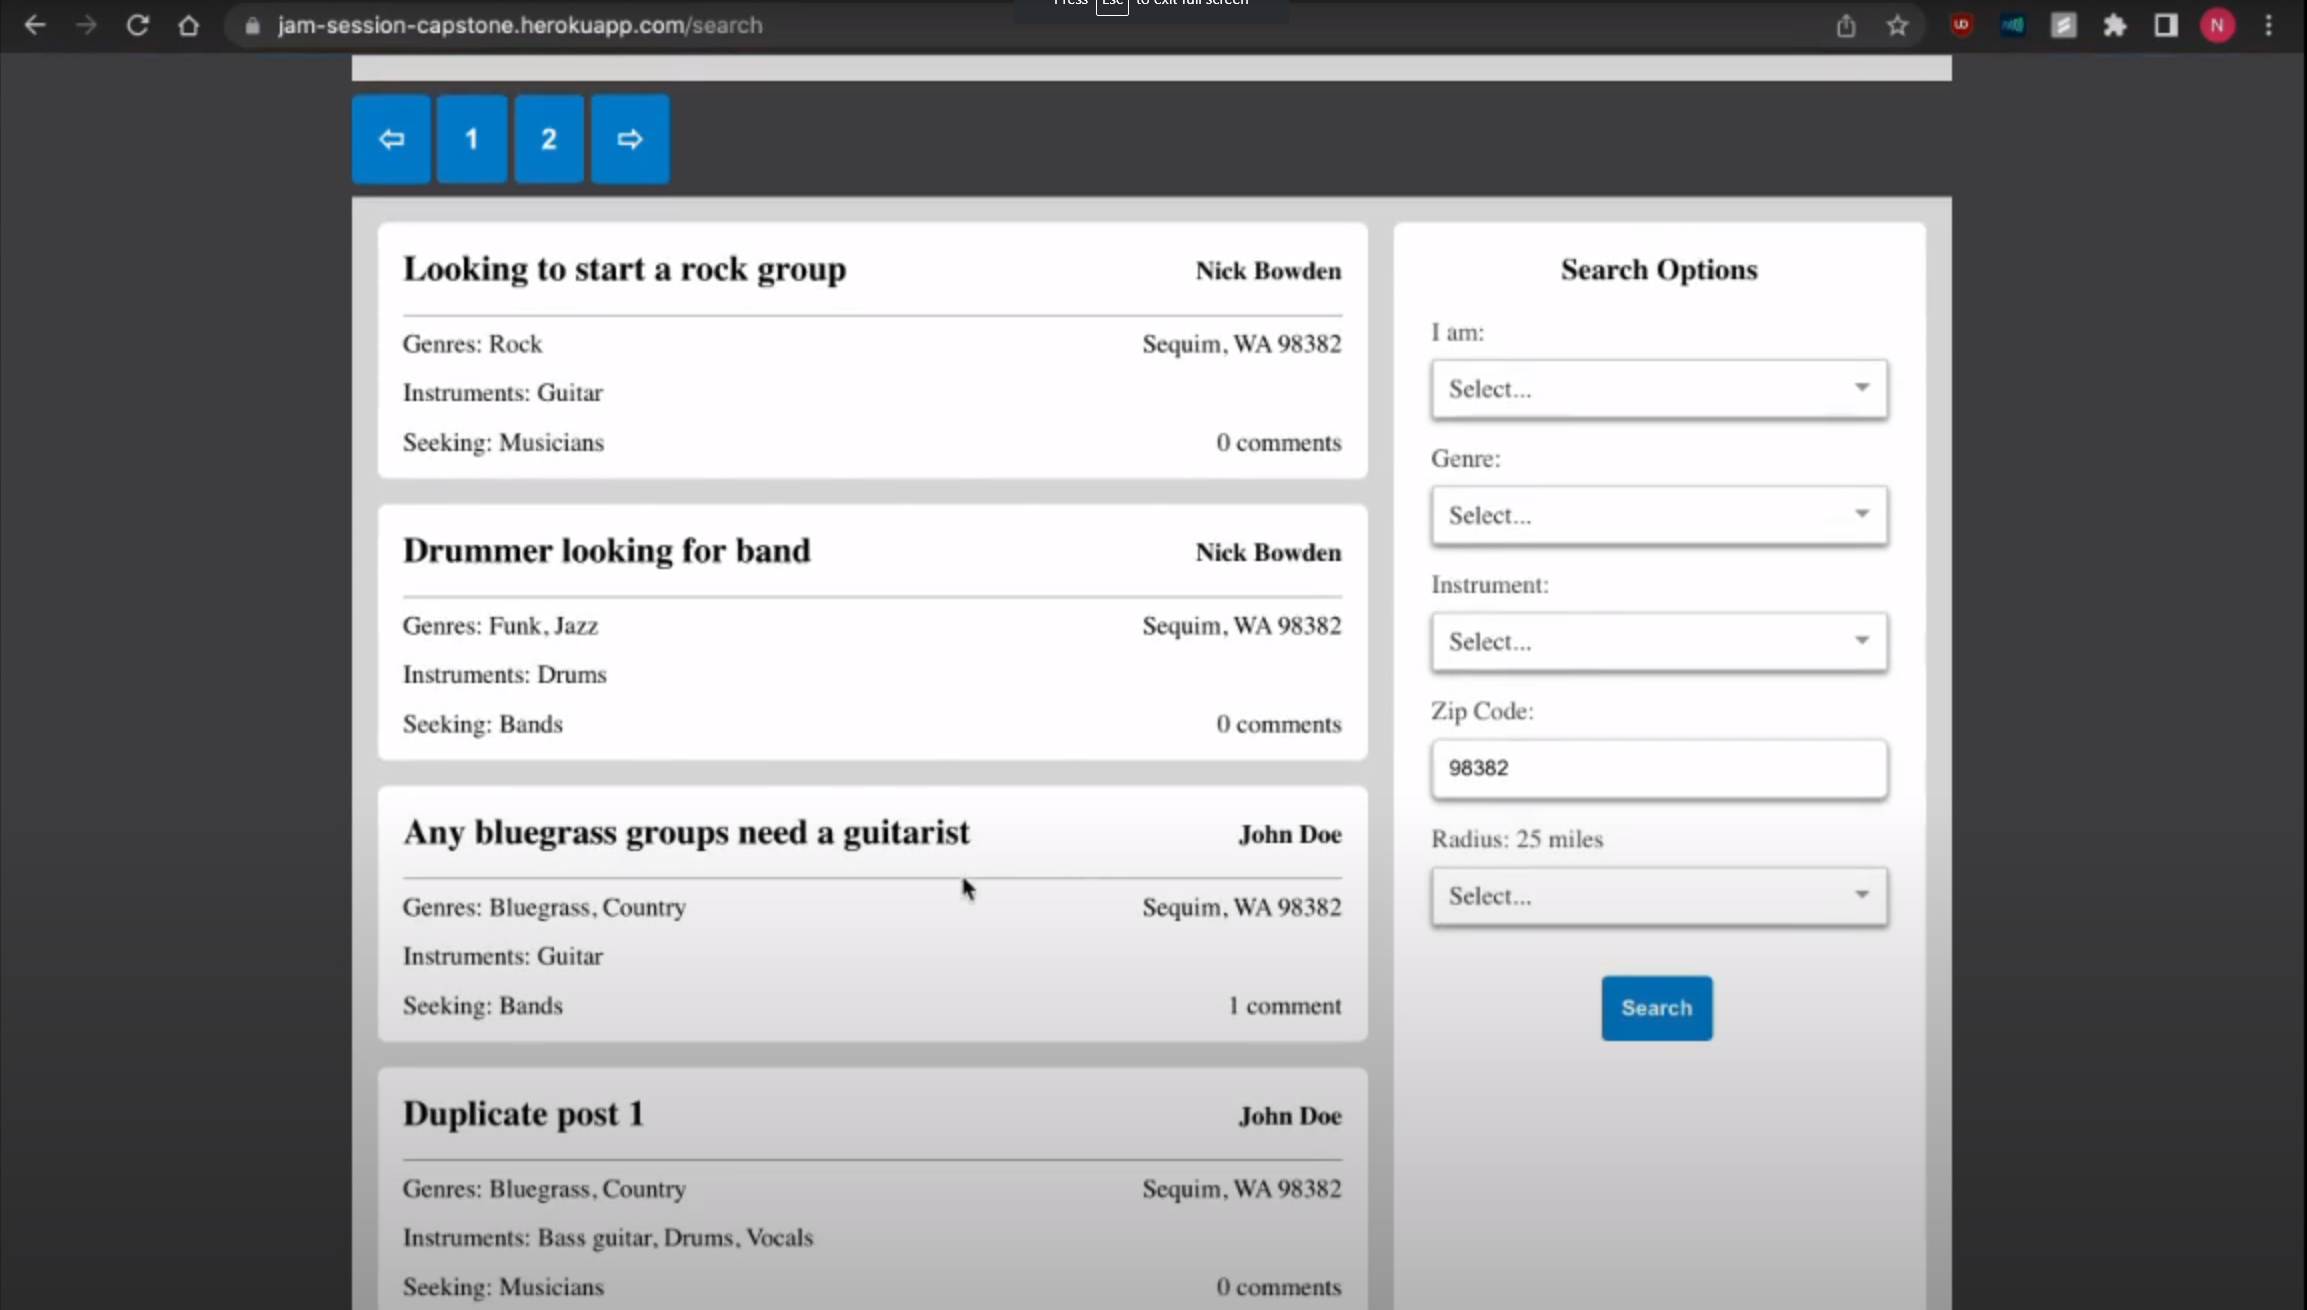 Press Esc to exit full screen
jam-session-capstone.herokuapp.com/search
N
1 2
Looking to start a rock group Nick Bowden
Genres: Rock Sequim, WA 98382
Instruments: Guitar
Seeking: Musicians 0 comments
Drummer looking for band Nick Bowden
Genres: Funk, Jazz Sequim, WA 98382
Instruments: Drums
Seeking: Bands 0 comments
Any bluegrass groups need a guitarist John Doe
Genres: Bluegrass, Country Sequim, WA 98382
Instruments: Guitar
Seeking: Bands 1 comment
Duplicate post 1 John Doe
Genres: Bluegrass, Country Sequim, WA 98382
Instruments: Bass guitar, Drums, Vocals
Seeking: Musicians 0 comments
Search Options
I am:
Select...
Genre:
Select...
Instrument:
Select...
Zip Code:
98382
Radius: 25 miles
Select...
Search